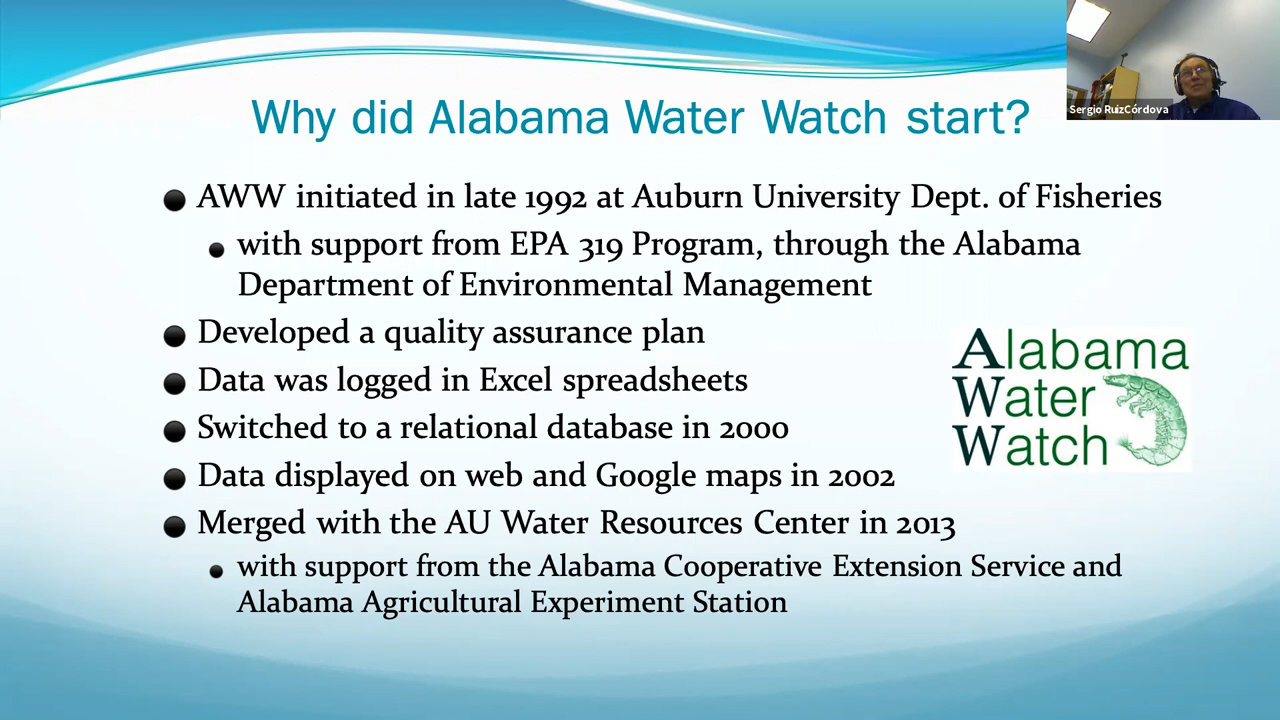 Why did Alabama Water Watch start?
Sergio RuizCórdova
AWW initiated in late 1992 at Auburn University Dept. of Fisheries
with support from EPA 319 Program, through the Alabama
Department of Environmental Management
Developed a quality assurance plan
Data was logged in Excel spreadsheets
Switched to a relational database in 2000
Data displayed on web and Google maps in 2002
Merged with the AU Water Resources Center in 2013
with support from the Alabama Cooperative Extension Service and
Alabama Agricultural Experiment Station
Alabama
Water
Watch